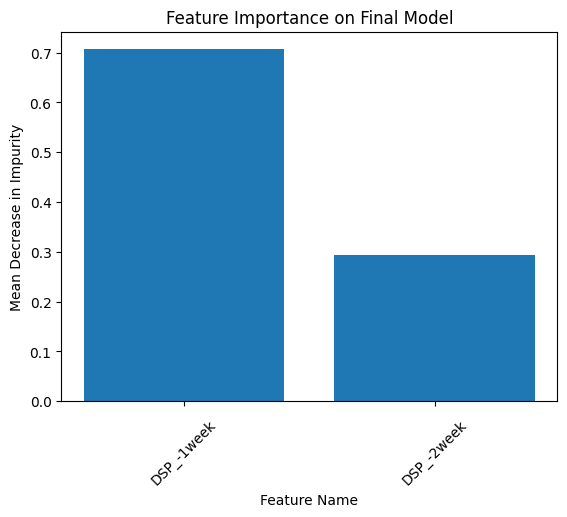 Feature Importance on Final Model
Mean Decrease in Impurity
0.7
0.6
0.5
0.4
0.3
0.2
0.1
0.0
DSP_-1week
DSP_-2week
Feature Name